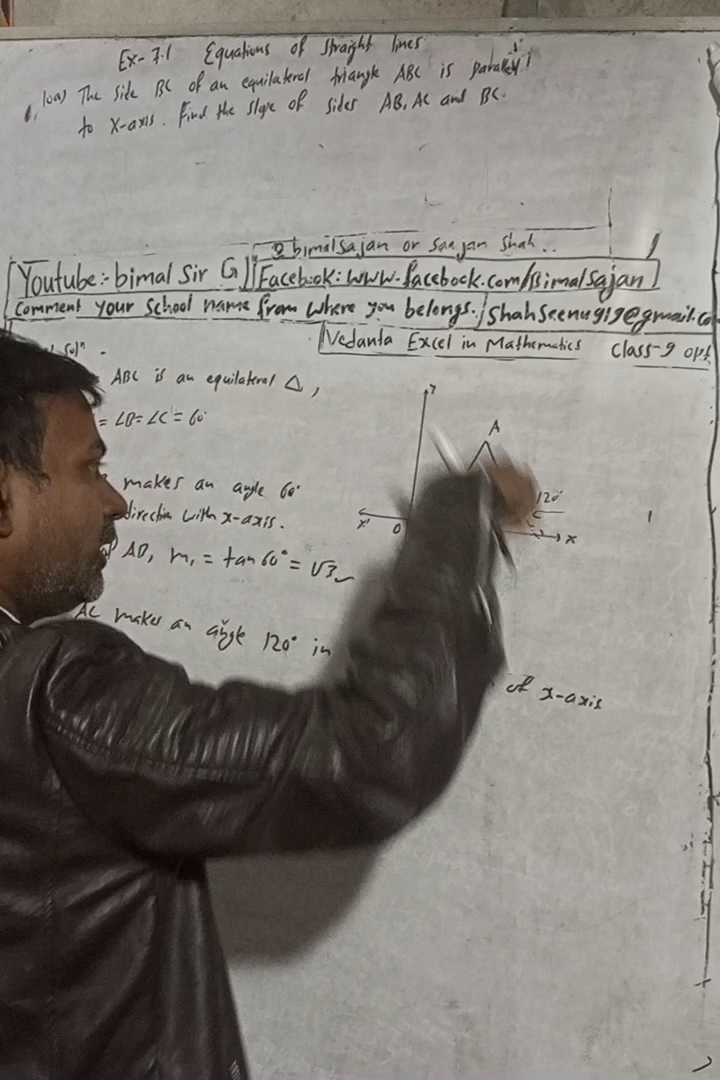 Ex- 7.1 Equations of straight lines
10a) The side BC of an equilateral triangle ABC is parallel
to X-axis. Find the slope of sides AB, AC and BC.
bimalsajan or Saajan Shah..
Youtube:- bimal Sir G
Facebook: www.facebook.com/Bimalsajan
Comment your School name from where you belongs.
Shahseenu919@gmail.co
Vedanta Excel in Mathematics Class-9 opt
Solⁿ -
ABC is an equilateral △,
= ∠B= ∠C = 60°
makes an angle 60°
direction with x-axis.
m₁ = tan 60° = √3
AC makes an angle 120° in
of x-axis
y
A
120°
C
x'
O
x